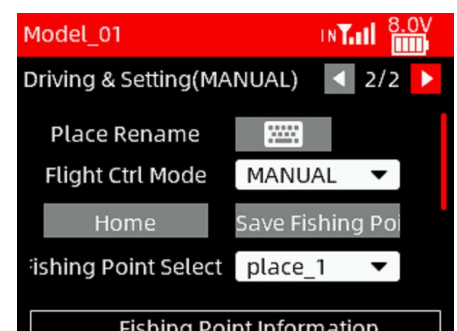 Model_01 IN 8.0V
Driving & Setting(MANUAL) 2/2
Place Rename
Flight Ctrl Mode MANUAL
Home Save Fishing Poi
Fishing Point Select place_1
Fishing Point Information